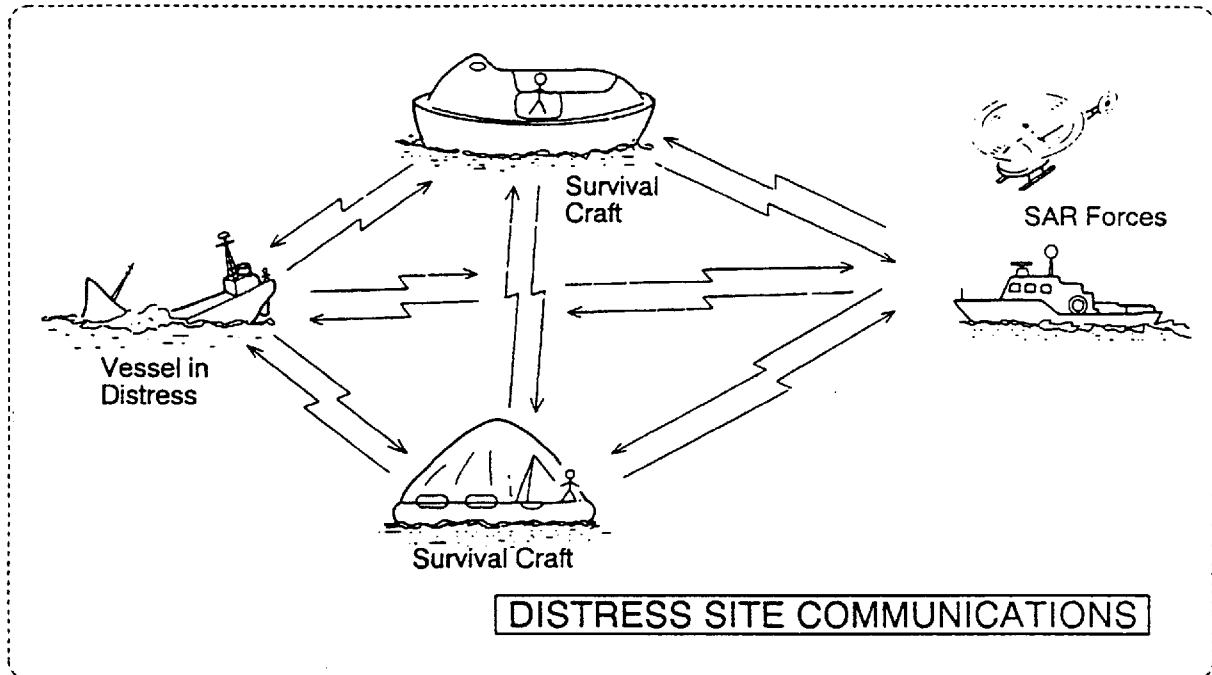 Survival
Craft
SAR Forces
Vessel in
Distress
Survival Craft
DISTRESS SITE COMMUNICATIONS